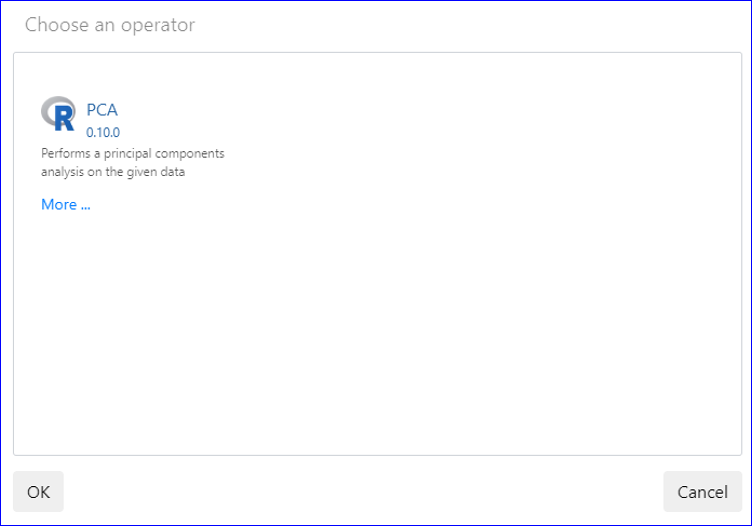 Choose an operator
R
PCA
0.10.0
Performs a principal components
analysis on the given data
More ...
OK
Cancel